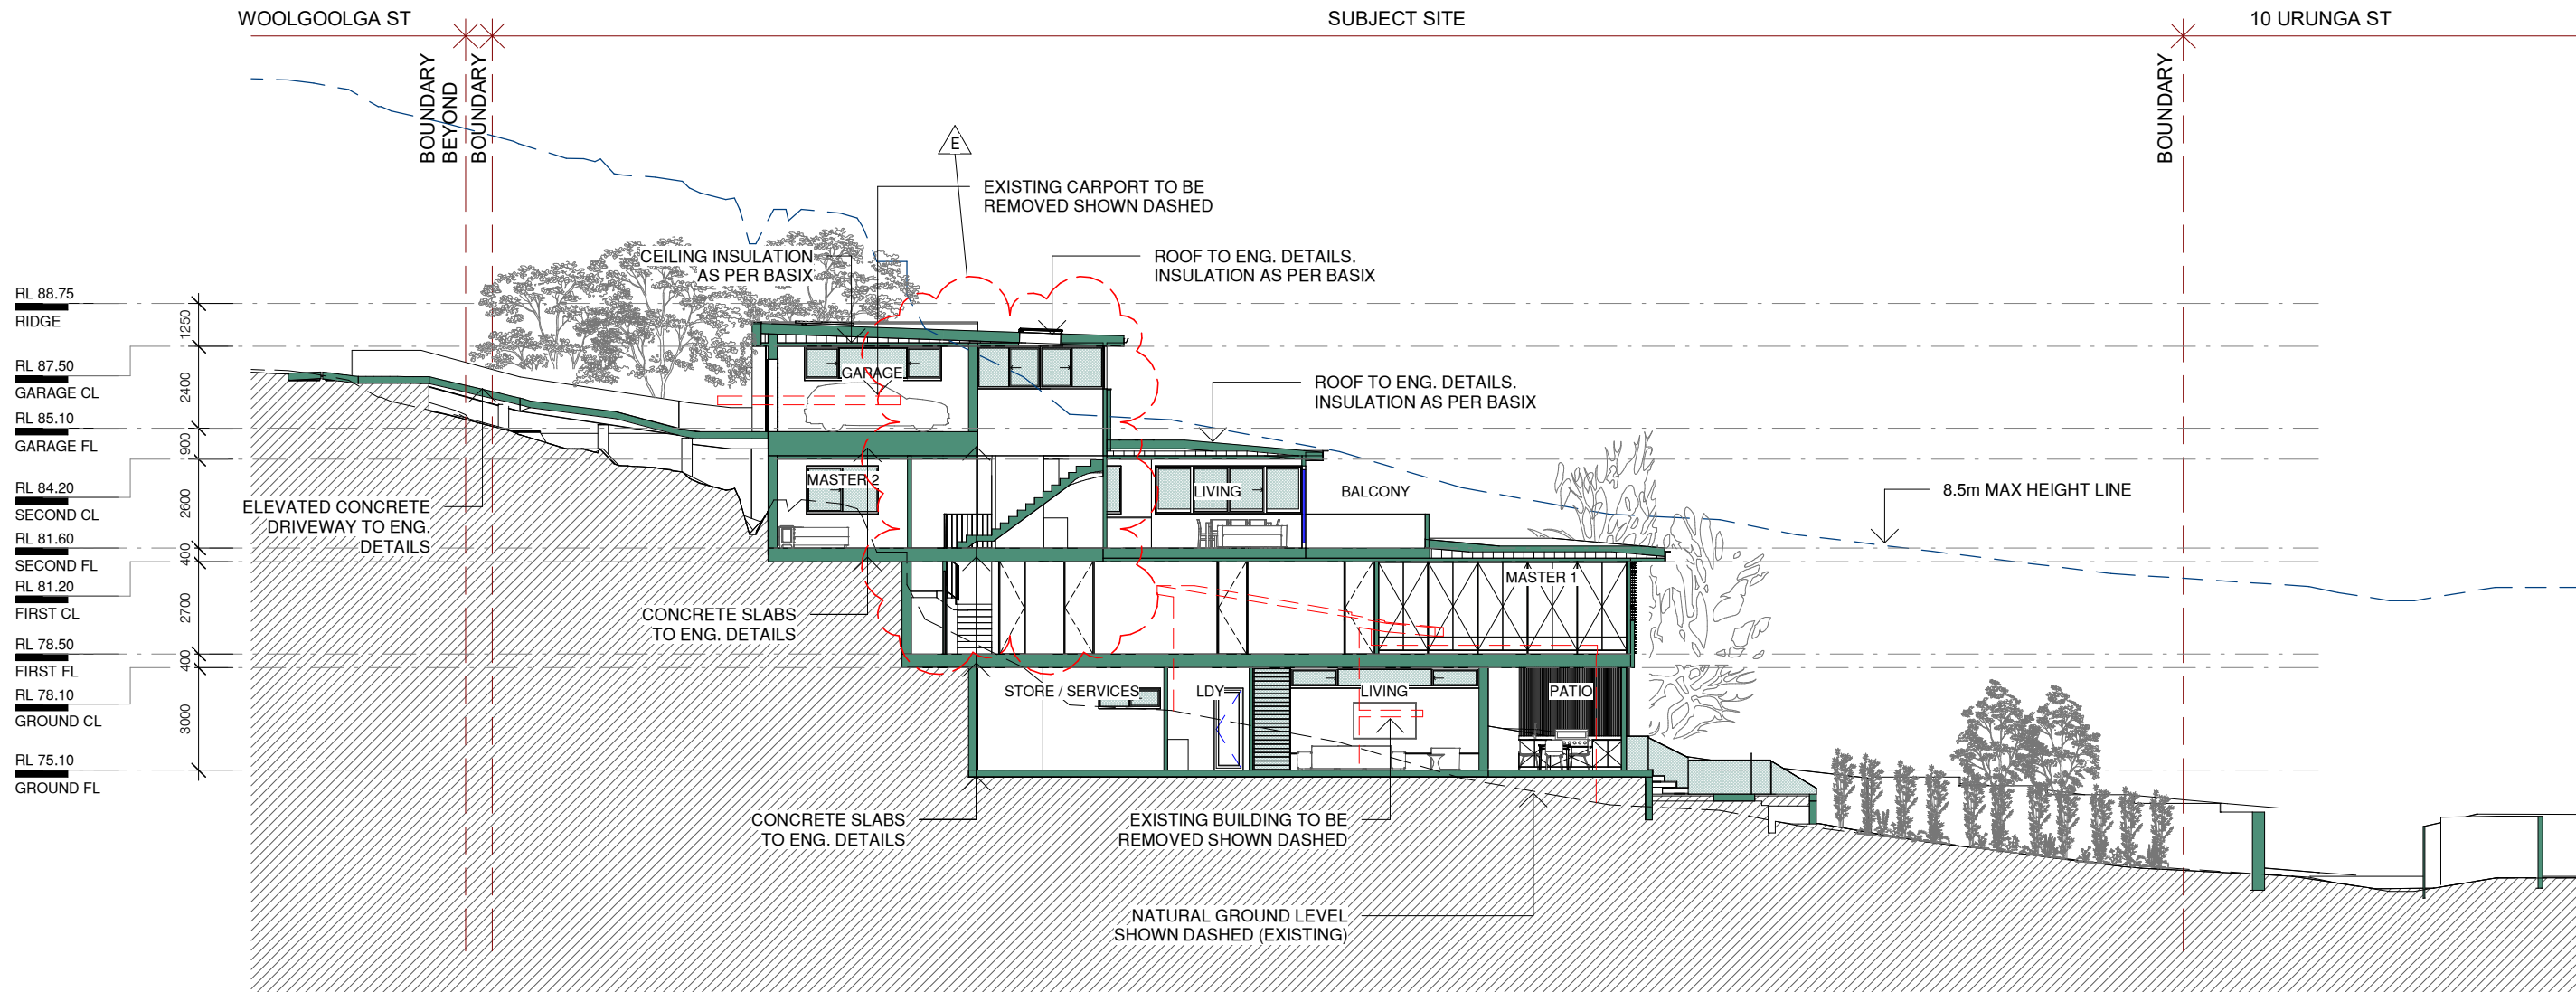 WOOLGOOLGA ST
SUBJECT SITE
10 URUNGA ST
BOUNDARY
BEYOND
BOUNDARY
BOUNDARY
E
EXISTING CARPORT TO BE
REMOVED SHOWN DASHED
CEILING INSULATION
AS PER BASIX
ROOF TO ENG. DETAILS.
INSULATION AS PER BASIX
RL 88.75
RIDGE
1250
RL 87.50
GARAGE CL
2400
RL 85.10
GARAGE FL
900
RL 84.20
SECOND CL
2600
RL 81.60
SECOND FL
400
RL 81.20
FIRST CL
2700
RL 78.50
FIRST FL
400
RL 78.10
GROUND CL
3000
RL 75.10
GROUND FL
GARAGE
ROOF TO ENG. DETAILS.
INSULATION AS PER BASIX
MASTER 2
LIVING
BALCONY
8.5m MAX HEIGHT LINE
ELEVATED CONCRETE
DRIVEWAY TO ENG.
DETAILS
MASTER 1
CONCRETE SLABS
TO ENG. DETAILS
STORE / SERVICES
LDY
LIVING
PATIO
CONCRETE SLABS
TO ENG. DETAILS
EXISTING BUILDING TO BE
REMOVED SHOWN DASHED
NATURAL GROUND LEVEL
SHOWN DASHED (EXISTING)